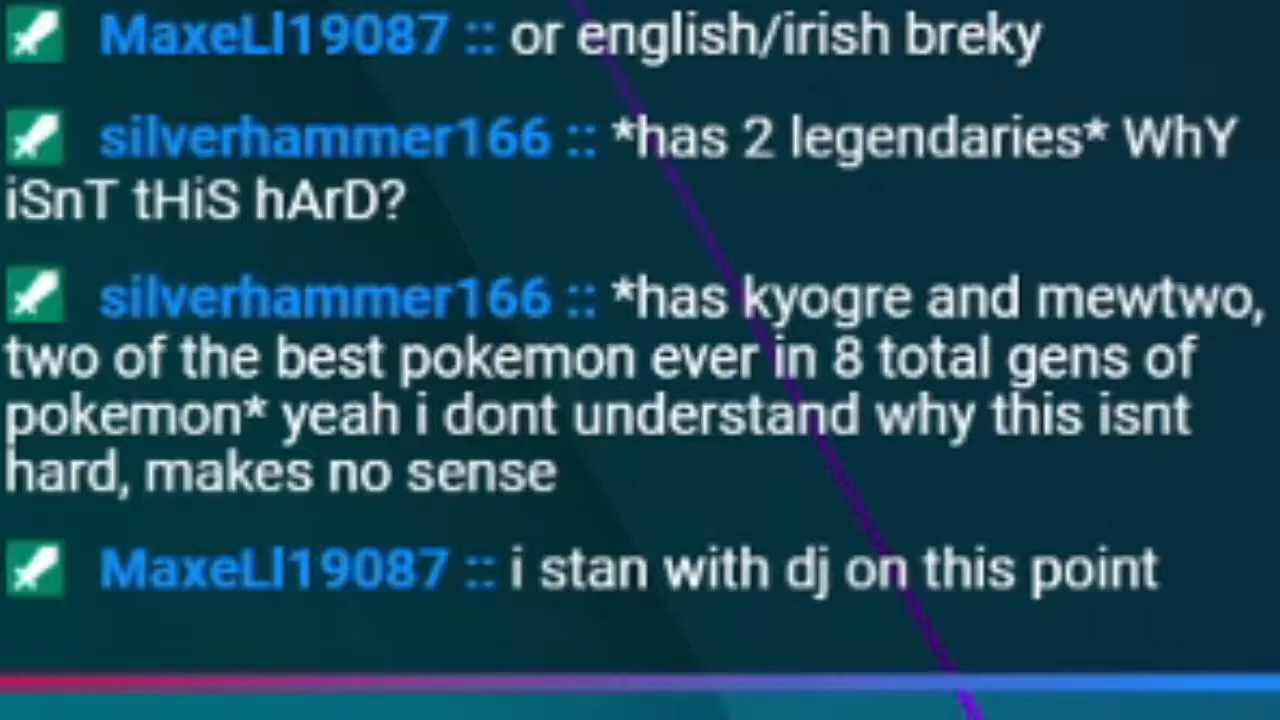 MaxeLl19087 :: or english/irish breky
silverhammer166 :: *has 2 legendaries* WhY
iSnT tHiS hArD?
silverhammer166 :: *has kyogre and mewtwo,
two of the best pokemon ever in 8 total gens of
pokemon* yeah i dont understand why this isnt
hard, makes no sense
MaxeLl19087 :: i stan with dj on this point